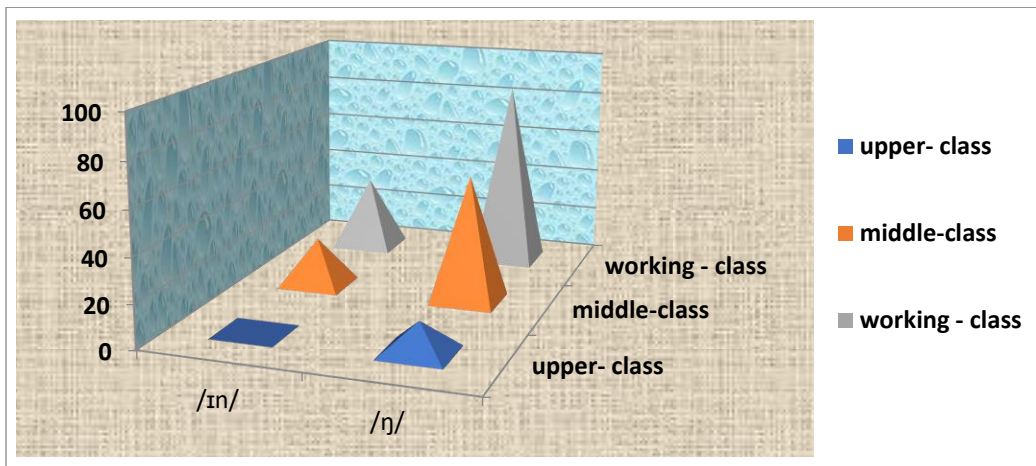 100
80
60
40
20
0
/ɪn/
/ŋ/
working - class
middle-class
upper- class
upper- class
middle-class
working - class